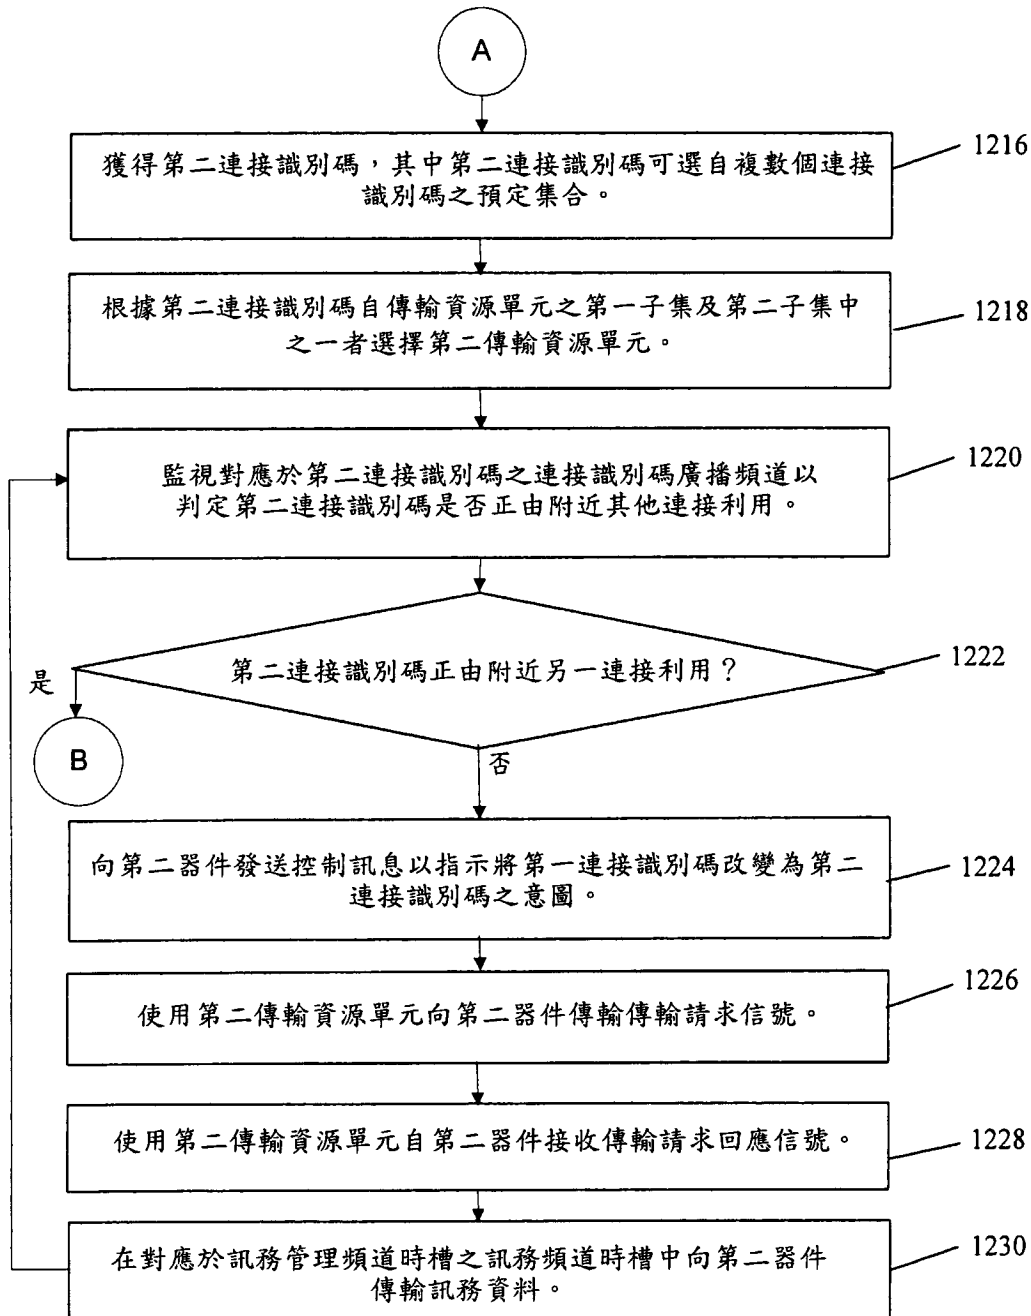 A
獲得第二連接識別碼，其中第二連接識別碼可選自複數個連接
識別碼之預定集合。
1216
根據第二連接識別碼自傳輸資源單元之第一子集及第二子集中
之一者選擇第二傳輸資源單元。
1218
監視對應於第二連接識別碼之連接識別碼廣播頻道以
判定第二連接識別碼是否正由附近其他連接利用。
1220
第二連接識別碼正由附近另一連接利用？
1222
是
B
否
向第二器件發送控制訊息以指示將第一連接識別碼改變為第二
連接識別碼之意圖。
1224
使用第二傳輸資源單元向第二器件傳輸傳輸請求信號。
1226
使用第二傳輸資源單元自第二器件接收傳輸請求回應信號。
1228
在對應於訊務管理頻道時槽之訊務頻道時槽中向第二器件
傳輸訊務資料。
1230